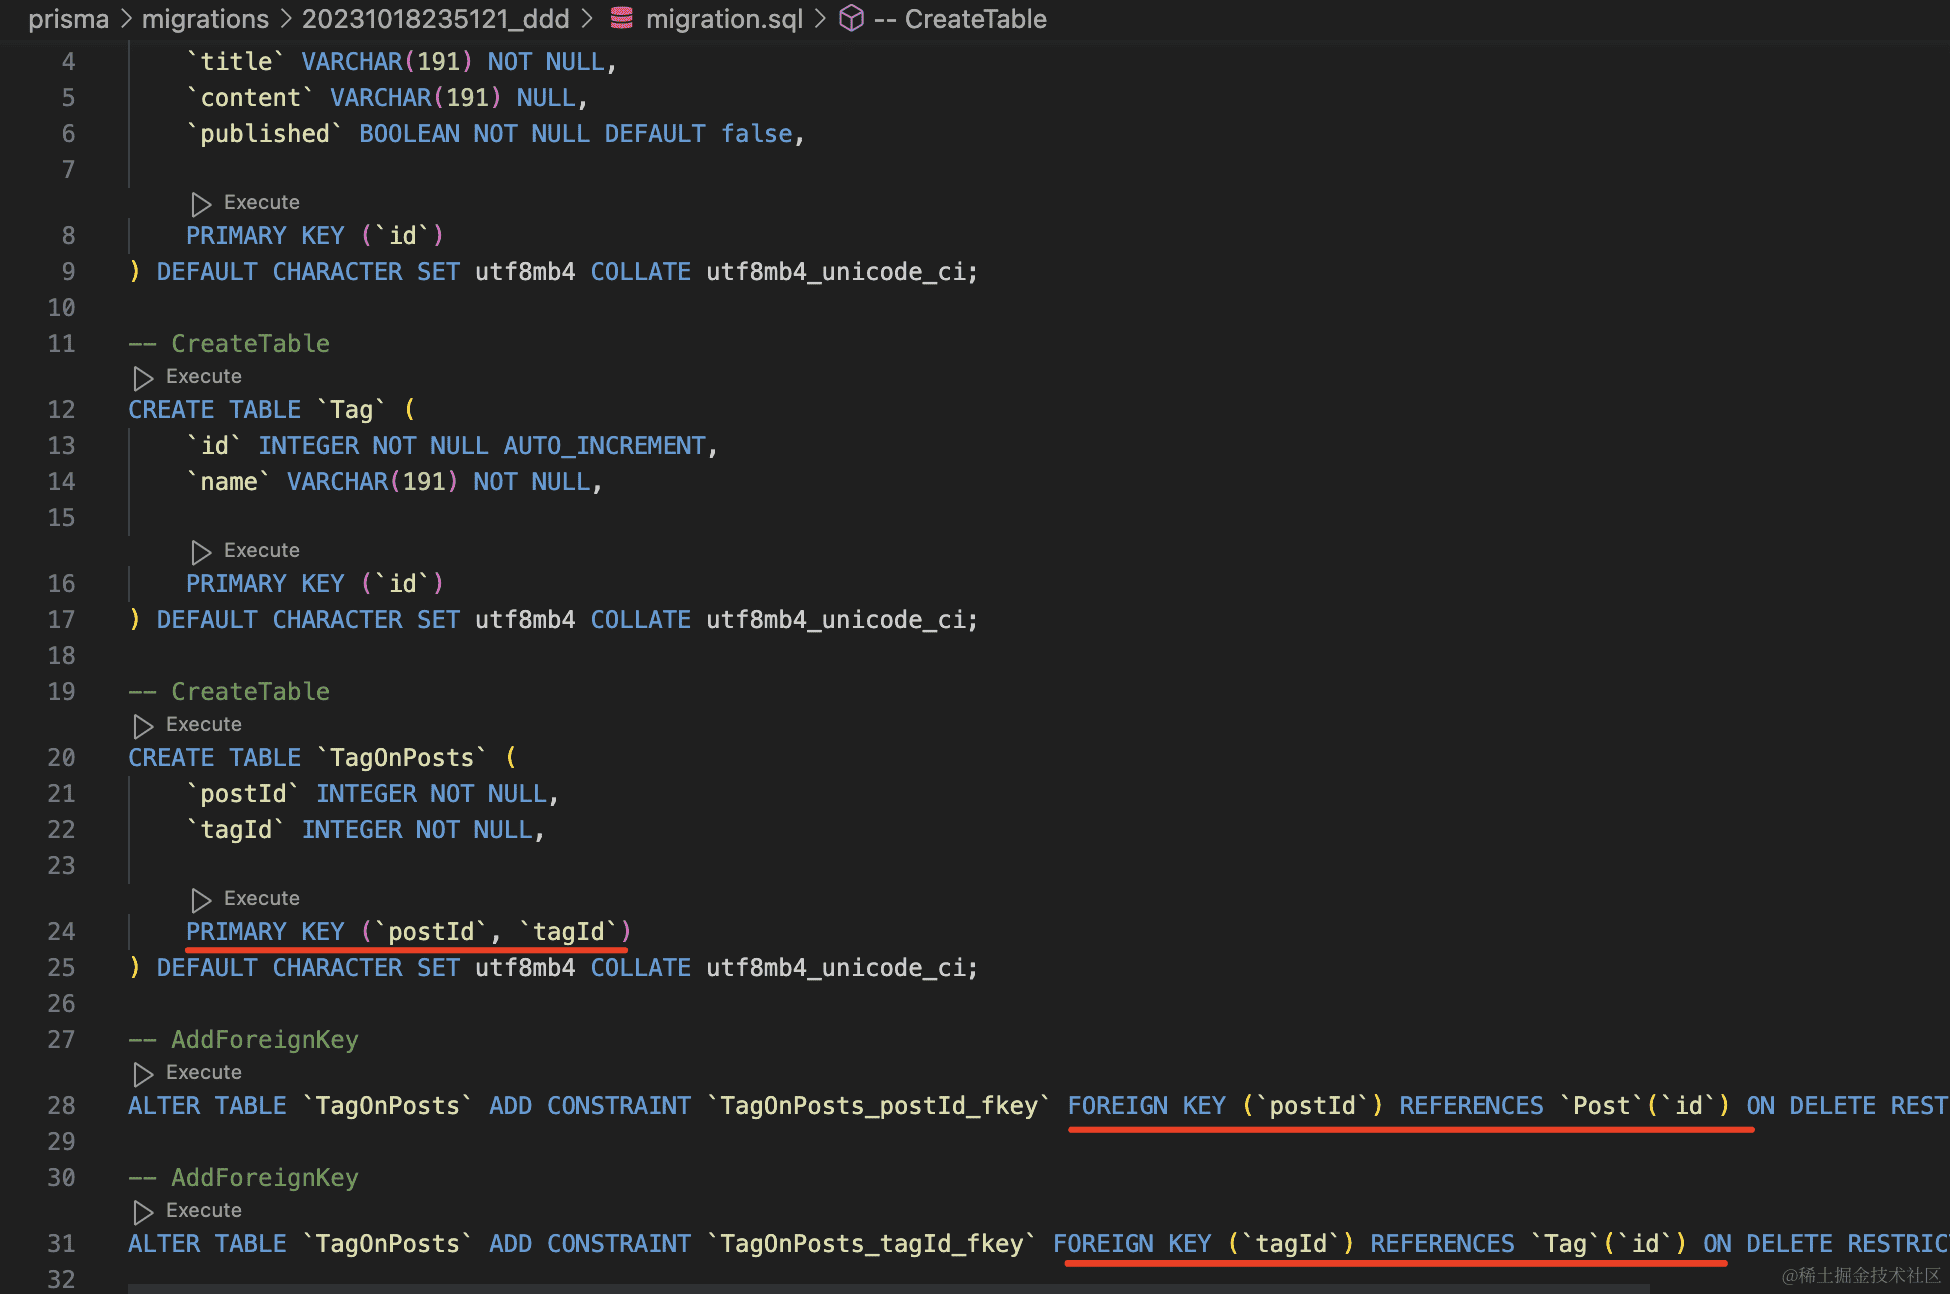 prisma > migrations > 20231018235121_ddd > migration.sql > -- CreateTable
4 `title` VARCHAR(191) NOT NULL,
5 `content` VARCHAR(191) NULL,
6 `published` BOOLEAN NOT NULL DEFAULT false,
7
Execute
8 PRIMARY KEY (`id`)
9 ) DEFAULT CHARACTER SET utf8mb4 COLLATE utf8mb4_unicode_ci;
10
11 -- CreateTable
Execute
12 CREATE TABLE `Tag` (
13 `id` INTEGER NOT NULL AUTO_INCREMENT,
14 `name` VARCHAR(191) NOT NULL,
15
Execute
16 PRIMARY KEY (`id`)
17 ) DEFAULT CHARACTER SET utf8mb4 COLLATE utf8mb4_unicode_ci;
18
19 -- CreateTable
Execute
20 CREATE TABLE `TagOnPosts` (
21 `postId` INTEGER NOT NULL,
22 `tagId` INTEGER NOT NULL,
23
Execute
24 PRIMARY KEY (`postId`, `tagId`)
25 ) DEFAULT CHARACTER SET utf8mb4 COLLATE utf8mb4_unicode_ci;
26
27 -- AddForeignKey
Execute
28 ALTER TABLE `TagOnPosts` ADD CONSTRAINT `TagOnPosts_postId_fkey` FOREIGN KEY (`postId`) REFERENCES `Post`(`id`) ON DELETE REST
29
30 -- AddForeignKey
Execute
31 ALTER TABLE `TagOnPosts` ADD CONSTRAINT `TagOnPosts_tagId_fkey` FOREIGN KEY (`tagId`) REFERENCES `Tag`(`id`) ON DELETE RESTRIC
32
@稀土掘金技术社区